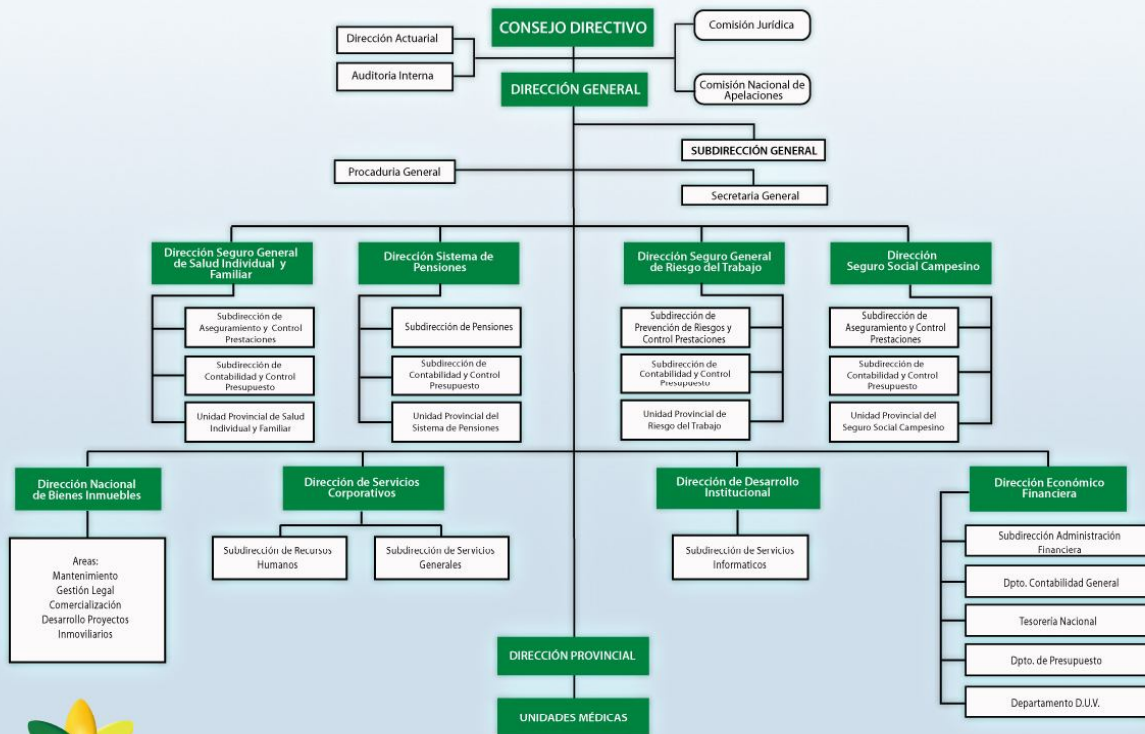 CONSEJO DIRECTIVO
Dirección Actuarial
Comisión Jurídica
Auditoria Interna
DIRECCIÓN GENERAL
Comisión Nacional de
Apelaciones
SUBDIRECCIÓN GENERAL
Procaduria General
Secretaria General
Dirección Seguro General
de Salud Individual y
Familiar
Subdirección de
Aseguramiento y Control
Prestaciones
Subdirección de
Contabilidad y Control
Presupuesto
Unidad Provincial de Salud
Individual y Familiar
Dirección Sistema de
Pensiones
Subdirección de Pensiones
Subdirección de
Contabilidad y Control
Presupuesto
Unidad Provincial del
Sistema de Pensiones
Dirección Seguro General
de Riesgo del Trabajo
Subdirección de
Prevención de Riesgos y
Control Prestaciones
Subdirección de
Contabilidad y Control
Presupuesto
Unidad Provincial de
Riesgo del Trabajo
Dirección
Seguro Social Campesino
Subdirección de
Aseguramiento y Control
Prestaciones
Subdirección de
Contabilidad y Control
Presupuesto
Unidad Provincial del
Seguro Social Campesino
Dirección Nacional
de Bienes Inmuebles
Areas:
Mantenimiento
Gestión Legal
Comercialización
Desarrollo Proyectos
Inmoviliarios
Dirección de Servicios
Corporativos
Subdirección de Recursos
Humanos
Subdirección de Servicios
Generales
Dirección de Desarrollo
Institucional
Subdirección de Servicios
Informaticos
Dirección Económico
Financiera
Subdirección Administración
Financiera
Dpto. Contabilidad General
Tesorería Nacional
Dpto. de Presupuesto
Departamento D.U.V.
DIRECCIÓN PROVINCIAL
UNIDADES MÉDICAS